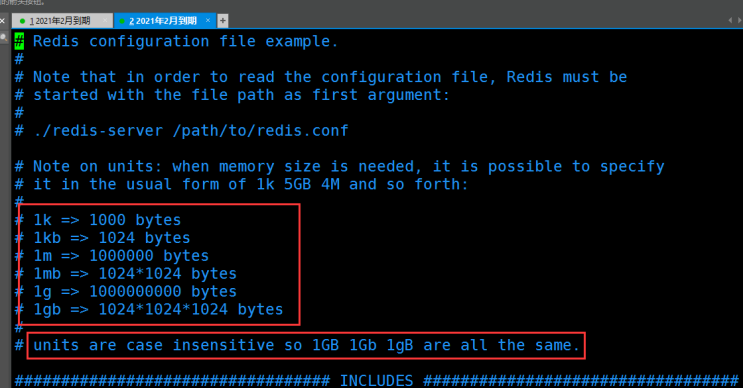 的箭头按钮。
1 2021年2月到期 × 2 2021年2月到期 × +
# Redis configuration file example.
#
# Note that in order to read the configuration file, Redis must be
# started with the file path as first argument:
#
# ./redis-server /path/to/redis.conf
# Note on units: when memory size is needed, it is possible to specify
# it in the usual form of 1k 5GB 4M and so forth:
#
# 1k => 1000 bytes
# 1kb => 1024 bytes
# 1m => 1000000 bytes
# 1mb => 1024*1024 bytes
# 1g => 1000000000 bytes
# 1gb => 1024*1024*1024 bytes
#
# units are case insensitive so 1GB 1Gb 1gB are all the same.
################################## INCLUDES ###################################